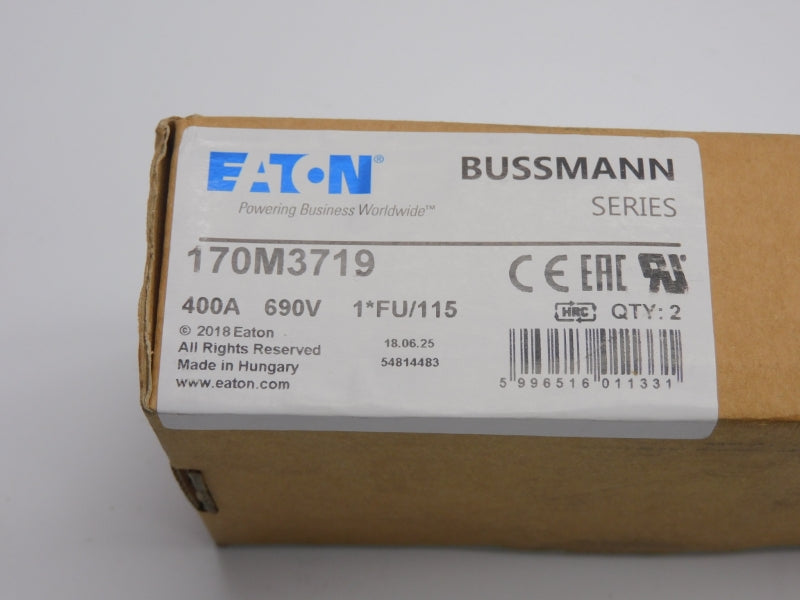 EATON®
Powering Business Worldwide™
BUSSMANN
SERIES
170M3719
CE EAC RU
400A 690V 1*FU/115
HRC QTY: 2
© 2018 Eaton
All Rights Reserved
Made in Hungary
www.eaton.com
18.06.25
54814483
5 996516 011331